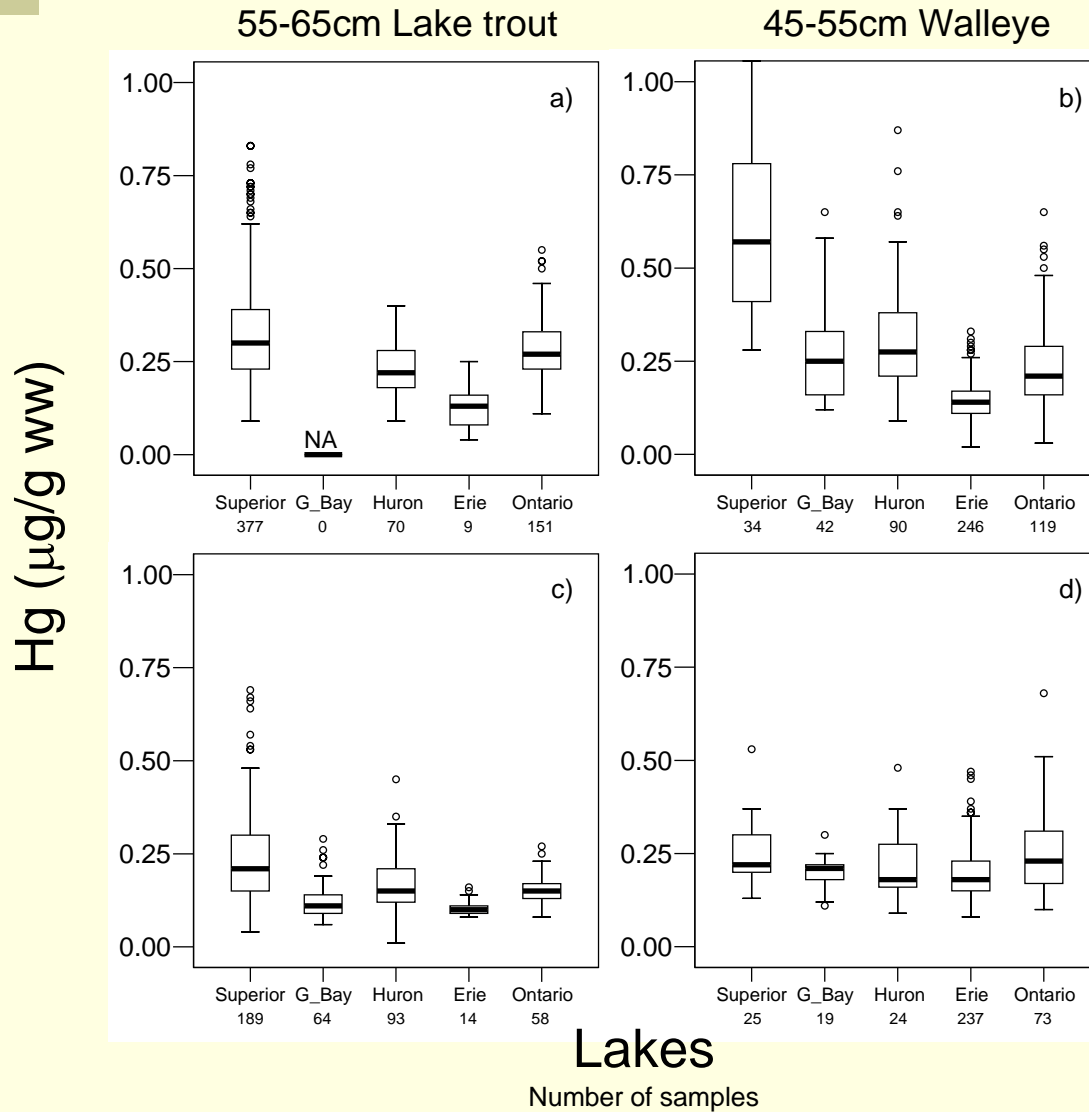 55-65cm Lake trout
45-55cm Walleye
Hg (µg/g ww)
a)
1.00
0.75
0.50
0.25
0.00
NA
Superior G_Bay Huron Erie Ontario
377 0 70 9 151
b)
1.00
0.75
0.50
0.25
0.00
Superior G_Bay Huron Erie Ontario
34 42 90 246 119
c)
1.00
0.75
0.50
0.25
0.00
Superior G_Bay Huron Erie Ontario
189 64 93 14 58
d)
1.00
0.75
0.50
0.25
0.00
Superior G_Bay Huron Erie Ontario
25 19 24 237 73
Lakes
Number of samples